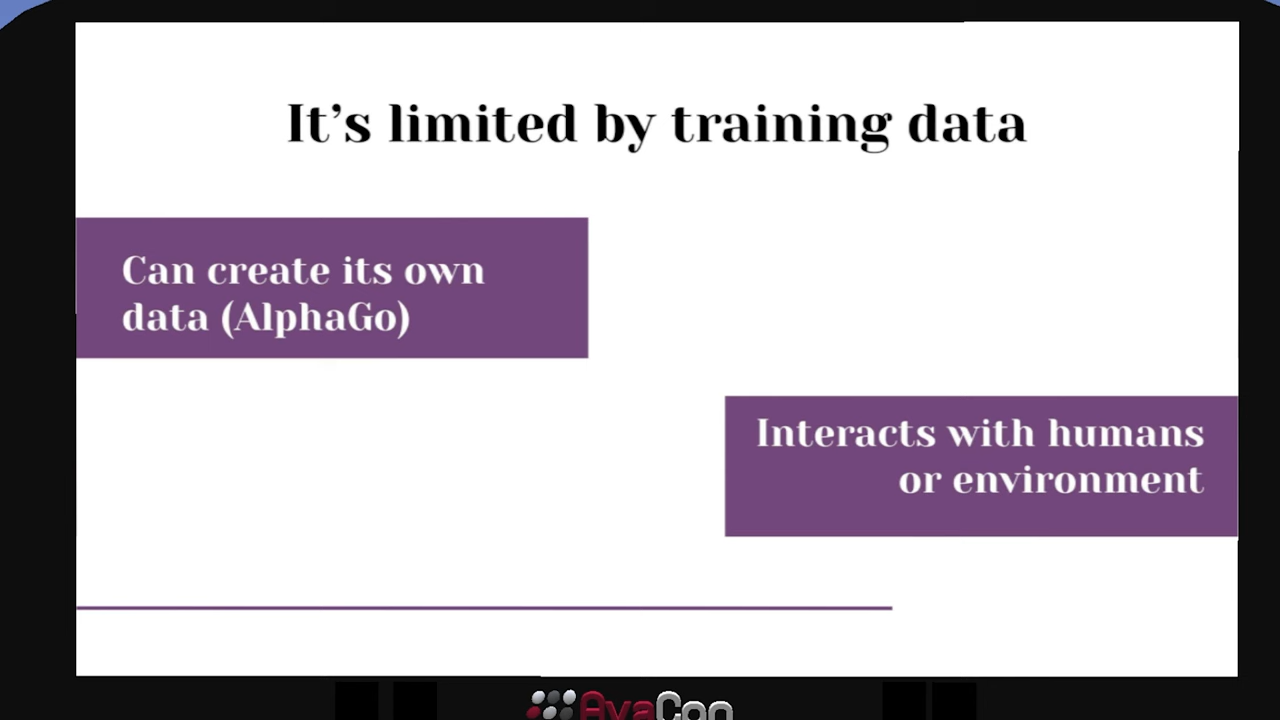 It's limited by training data
Can create its own
data (AlphaGo)
Interacts with humans
or environment
AvaCon